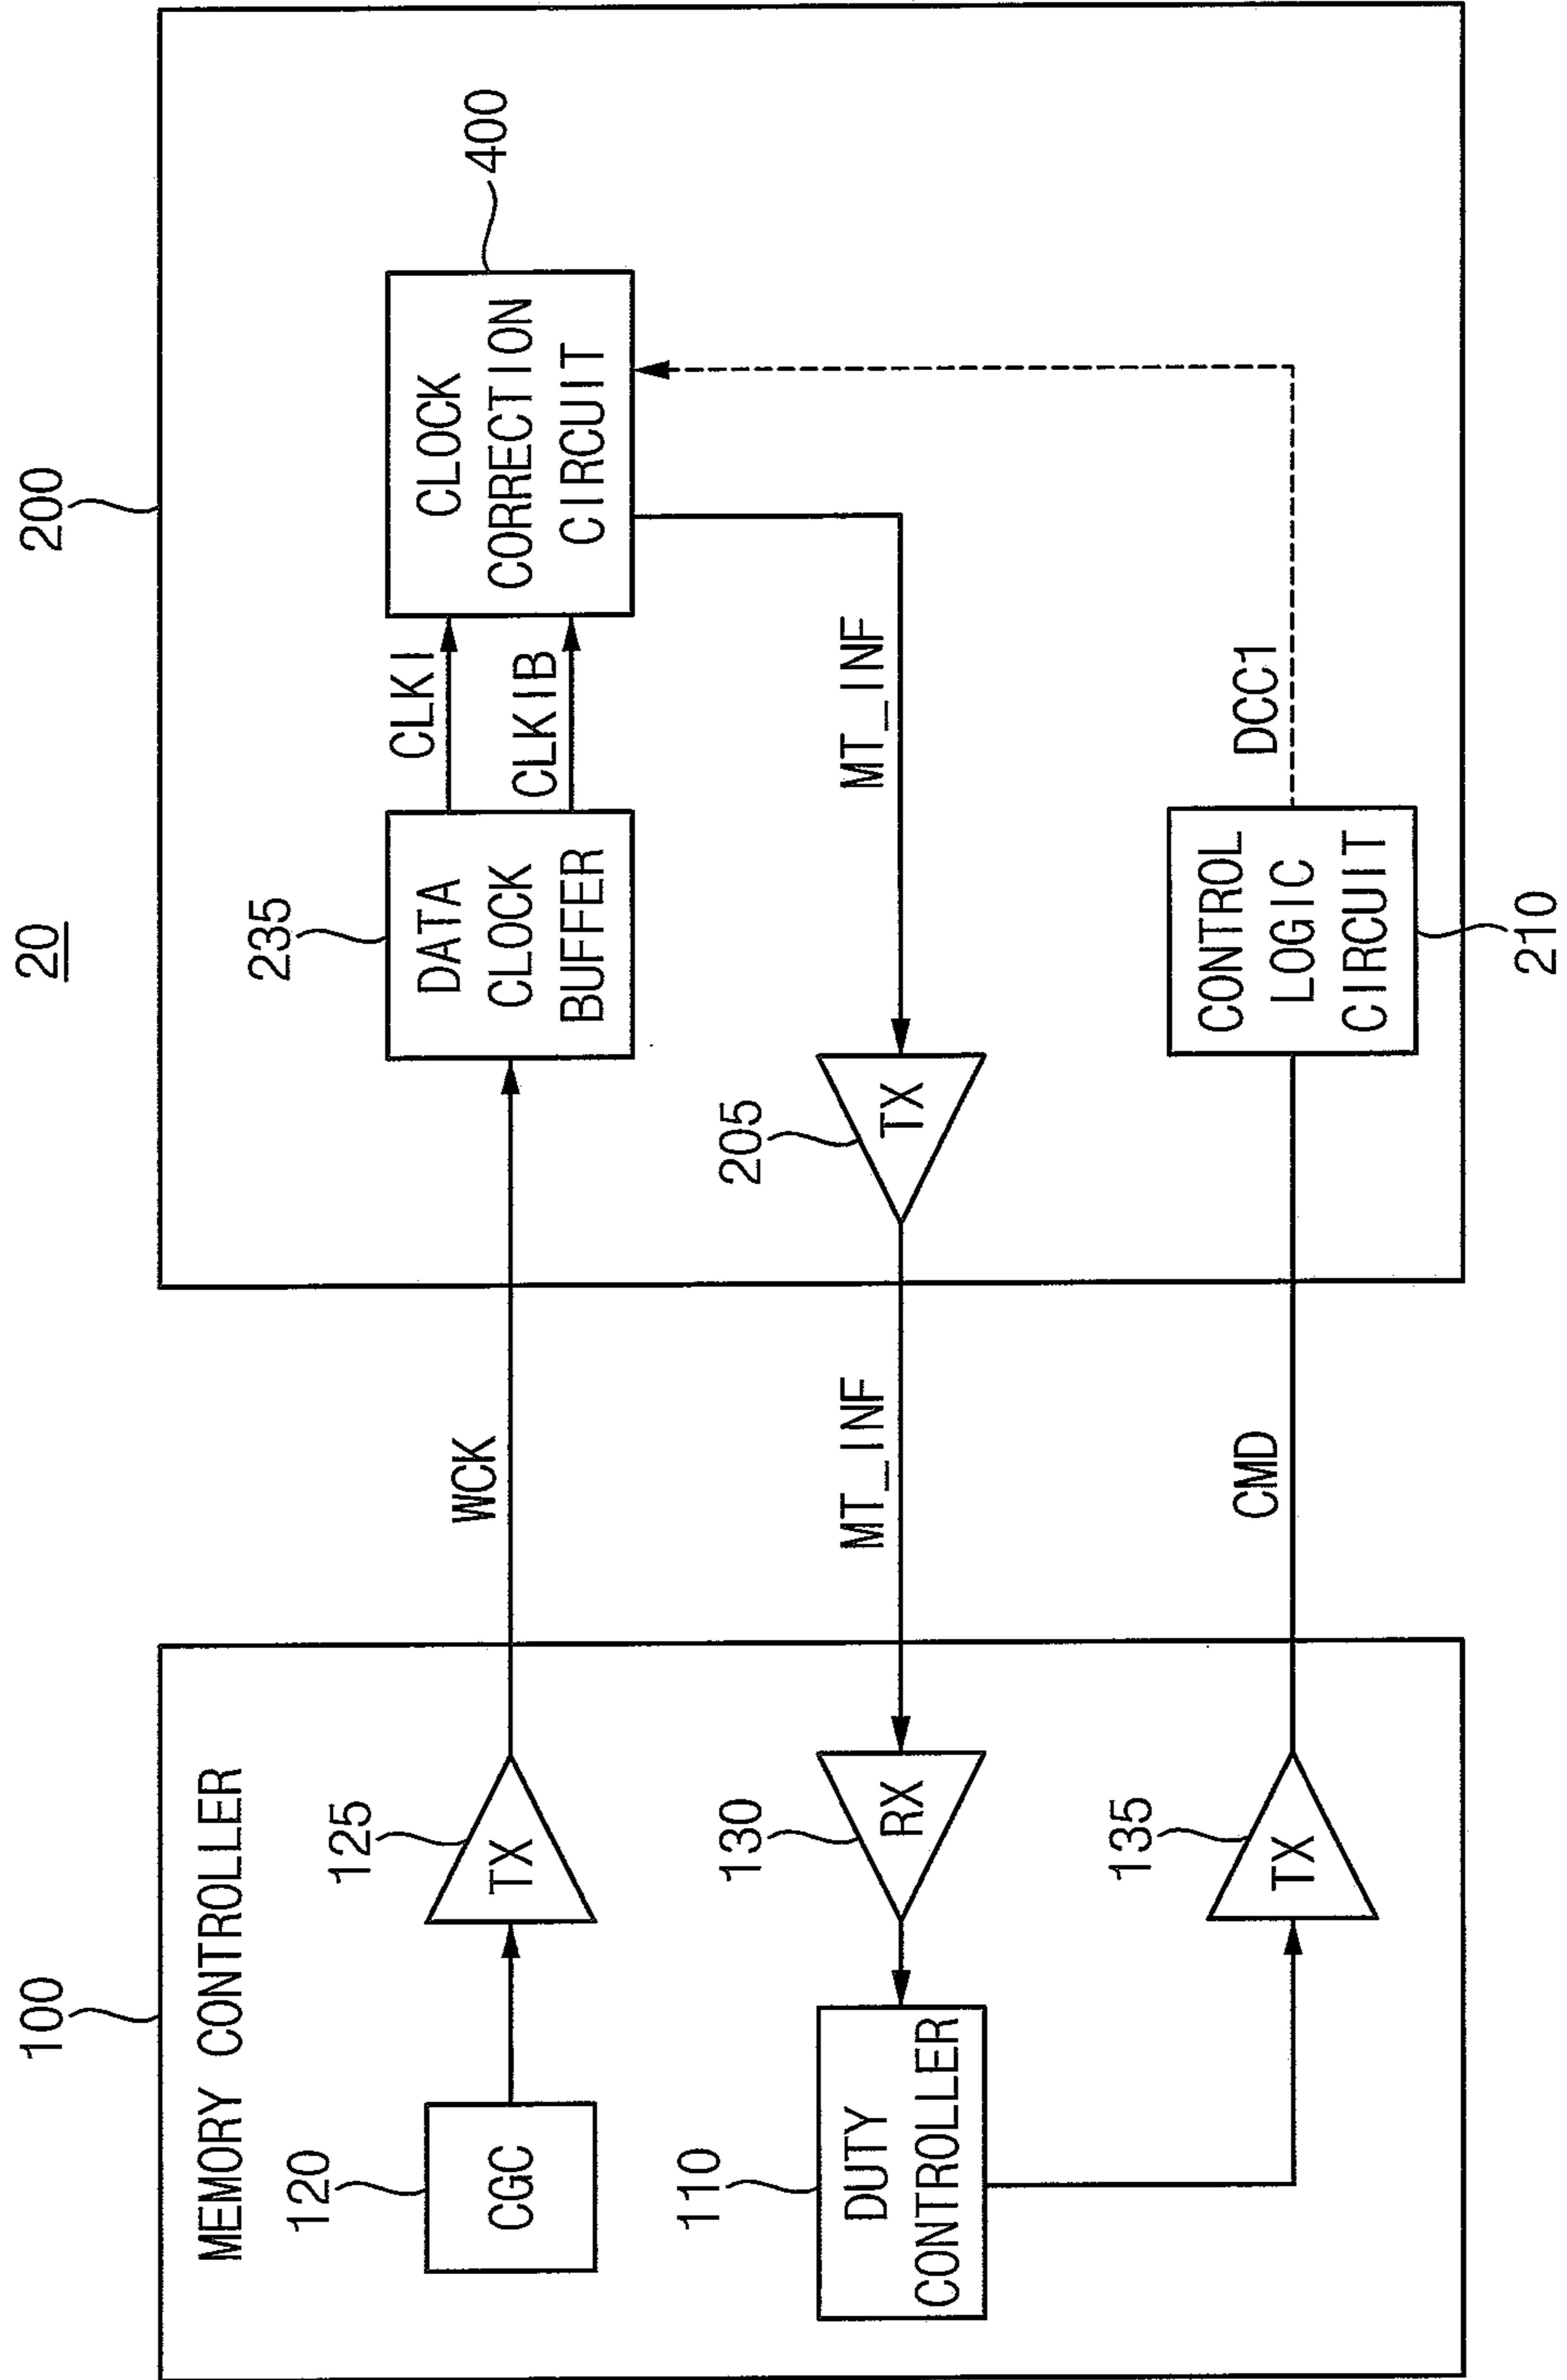 20
100
MEMORY CONTROLLER
120
CGC
125
TX
WCK
110
DUTY
CONTROLLER
130
RX
MT_INF
135
TX
CMD
200
235
DATA
CLOCK
BUFFER
CLKI
CLKIB
400
CLOCK
CORRECTION
CIRCUIT
205
TX
MT_INF
CONTROL
LOGIC
CIRCUIT
210
DCC1